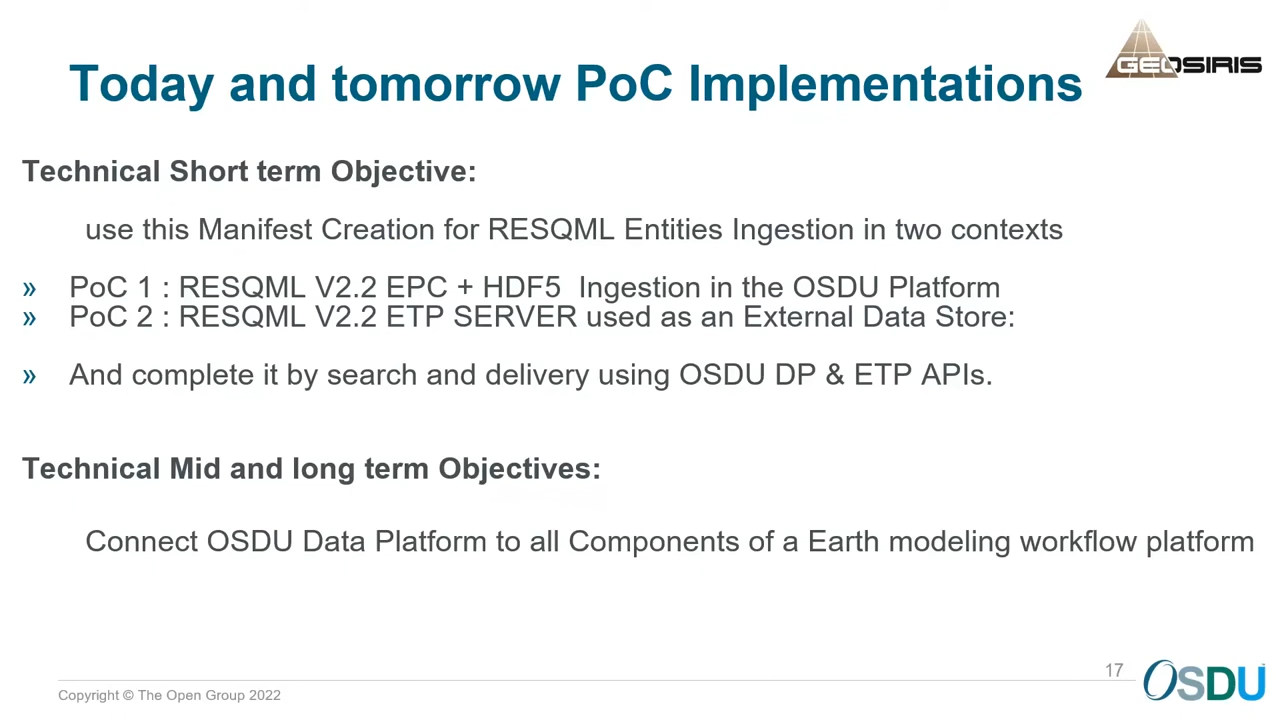 GEOSIRIS
Today and tomorrow PoC Implementations
Technical Short term Objective:
use this Manifest Creation for RESQML Entities Ingestion in two contexts
» PoC 1 : RESQML V2.2 EPC + HDF5  Ingestion in the OSDU Platform
» PoC 2 : RESQML V2.2 ETP SERVER used as an External Data Store:
» And complete it by search and delivery using OSDU DP & ETP APIs.
Technical Mid and long term Objectives:
Connect OSDU Data Platform to all Components of a Earth modeling workflow platform
17
Copyright © The Open Group 2022
OSDU